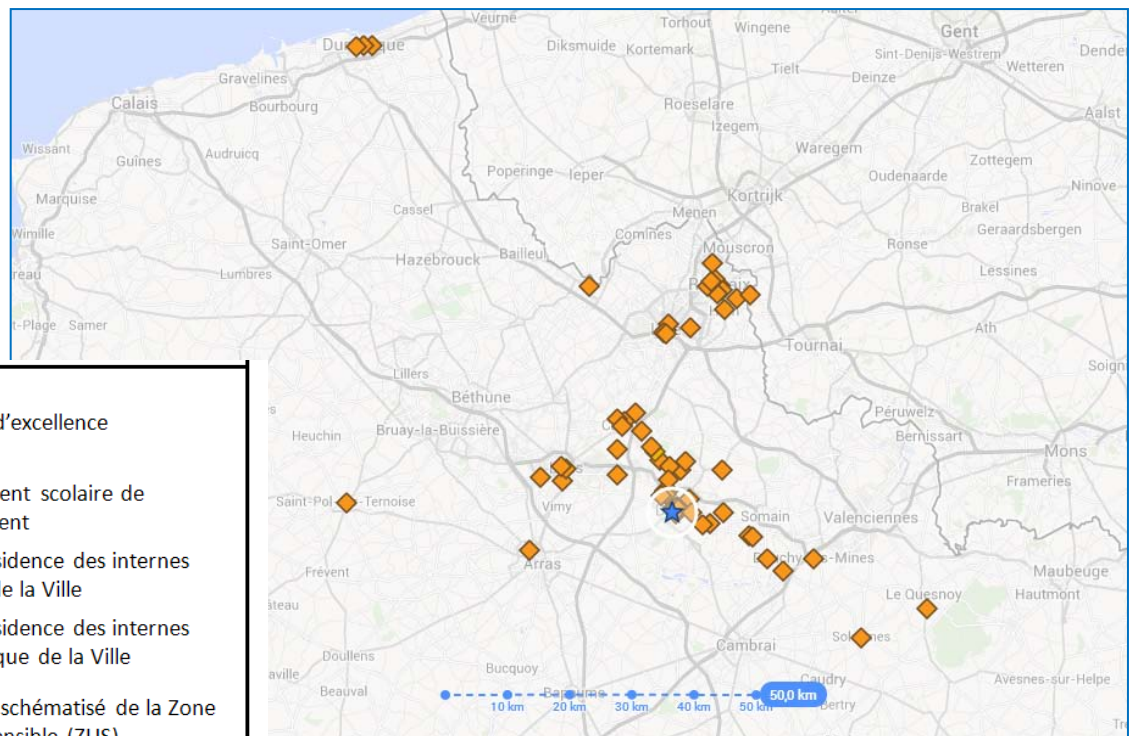 Veurne
Torhout
Wingene
Gent
Diksmuide
Kortemark
Sint-Denijs-Westrem
Tielt
Deinze
Wetteren
Gravelines
Calais
Bourbourg
Roeselare
Aalst
Izegem
Wissant
Guînes
Audruicq
Waregem
Zottegem
Poperinge
Ieper
Oudenaarde
Ninove
Marquise
Kortrijk
Cassel
Menen
Brakel
Wimille
Comines
Geraardsbergen
Saint-Omer
Mouscron
Ronse
Hazebrouck
Bailleul
Lumbres
Lessines
t-Plage
Samer
Ath
Tournai
Lillers
d'excellence
Béthune
Péruwelz
Heuchin
Bruay-la-Buissière
Bernissart
Mons
ent scolaire de
ent
Frameries
Saint-Pol
Ternoise
Vimy
Somain
Valenciennes
sidence des internes
de la Ville
Arras
Frévent
Maubeuge
Le Quesnoy
Hautmont
sidence des internes
que de la Ville
Doullens
Cambrai
Bucquoy
Caudry
Avesnes-sur-Helpe
schématisé de la Zone
Beauval
Bapaume
50,0 km
Bertry
10 km
20 km
30 km
40 km
50 km